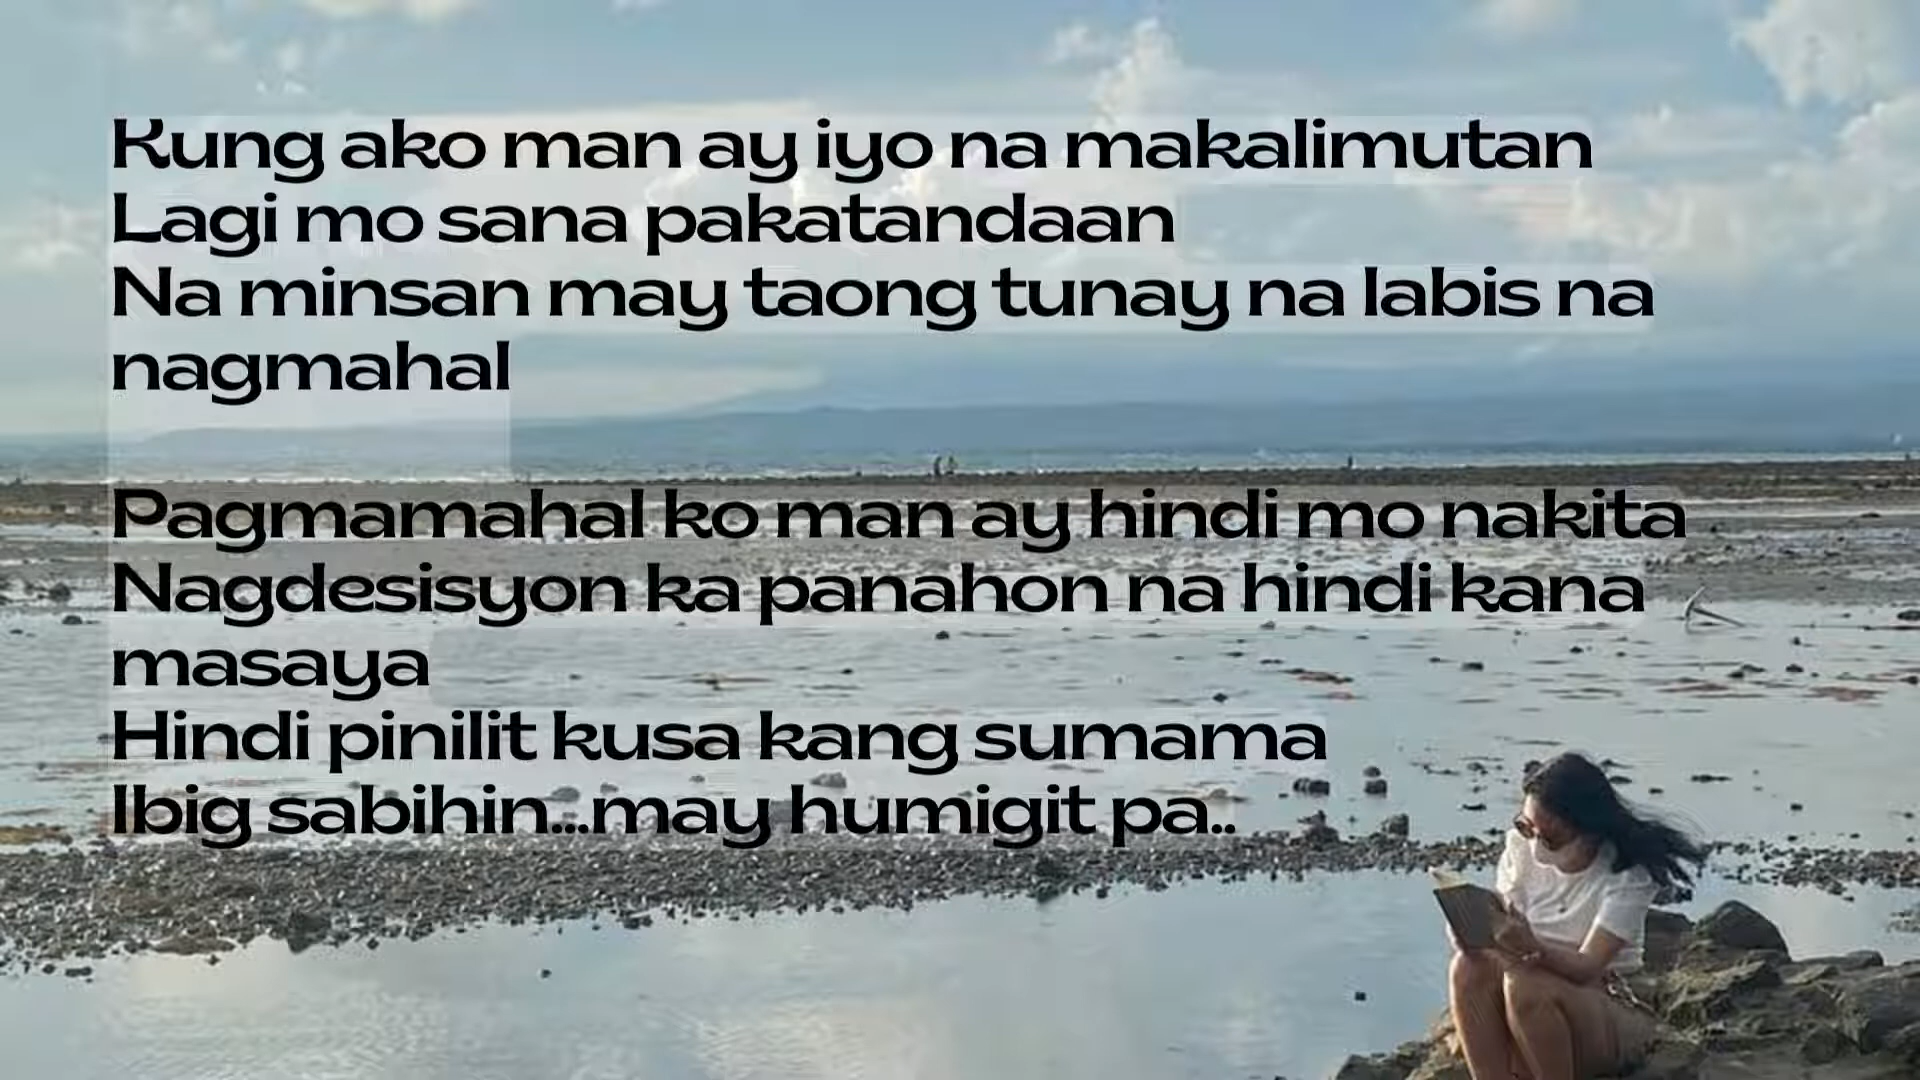 Kung ako man ay iyo na makalimutan
Lagi mo sana pakatandaan
Na minsan may taong tunay na labis na
nagmahal
Pagmamahal ko man ay hindi mo nakita
Nagdesisyon ka panahon na hindi kana
masaya
Hindi pinilit kusa kang sumama
Ibig sabihin...may humigit pa..